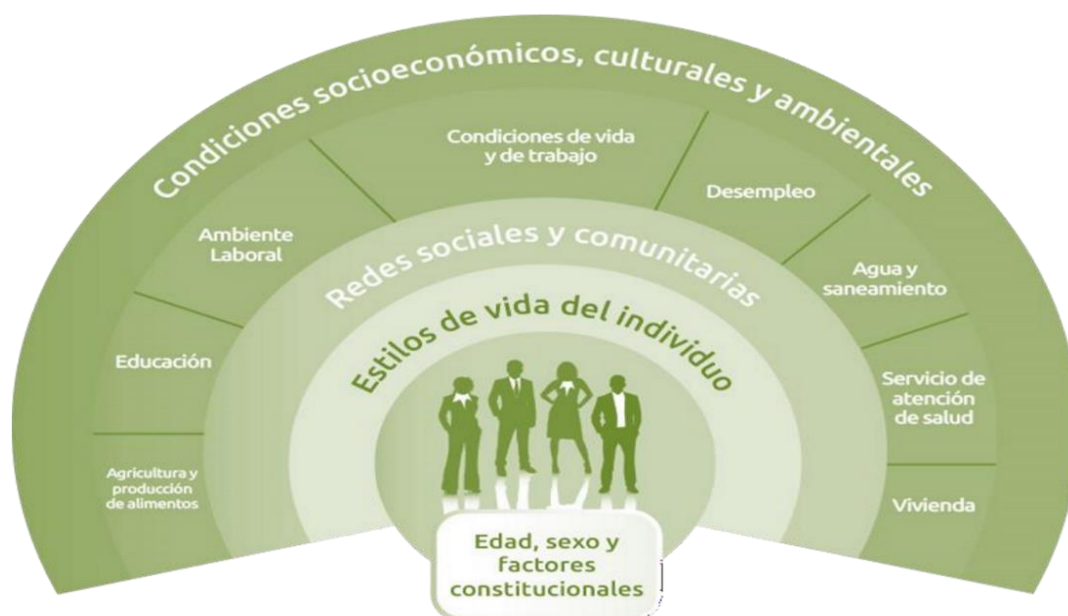 Condiciones socioeconómicos, culturales y ambientales
Condiciones de vida
y de trabajo
Desempleo
Ambiente
Laboral
Agua y
saneamiento
Redes sociales y comunitarias
Educación
Estilos de vida del individuo
Servicio de
atención
de salud
Agricultura y
producción
de alimentos
Vivienda
Edad, sexo y
factores
constitucionales